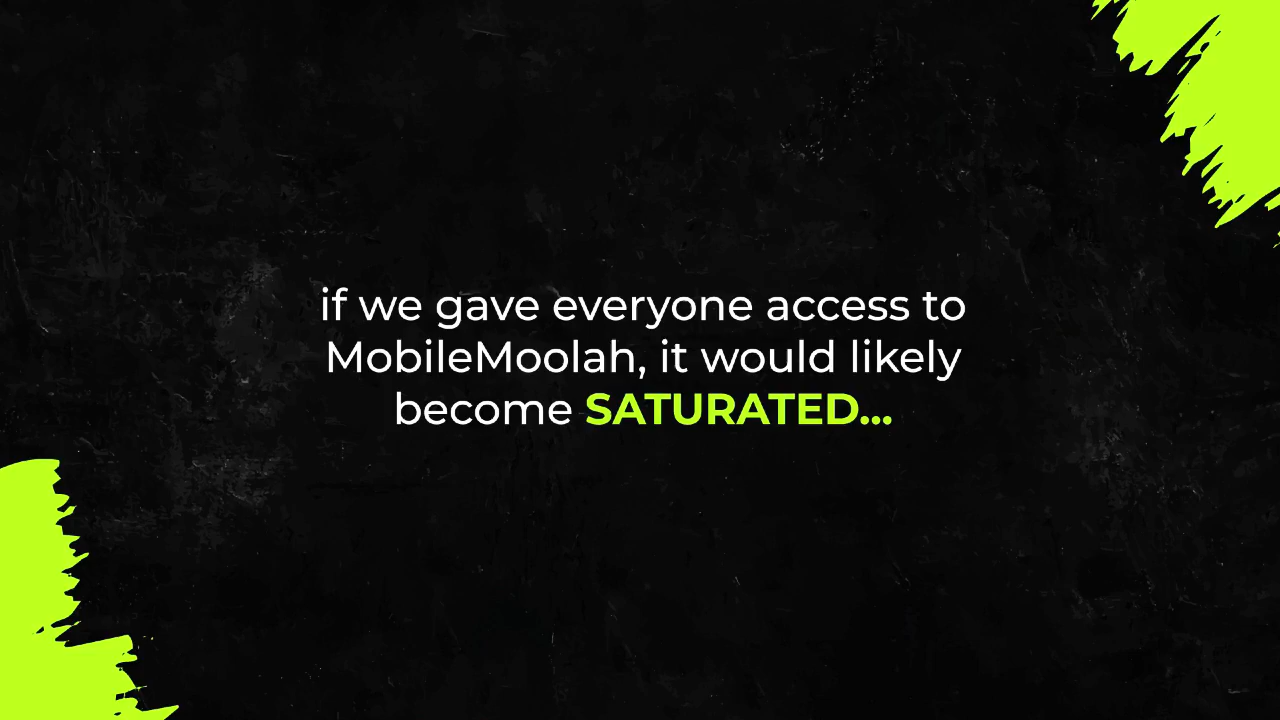 if we gave everyone access to
MobileMoolah, it would likely
become SATURATED...